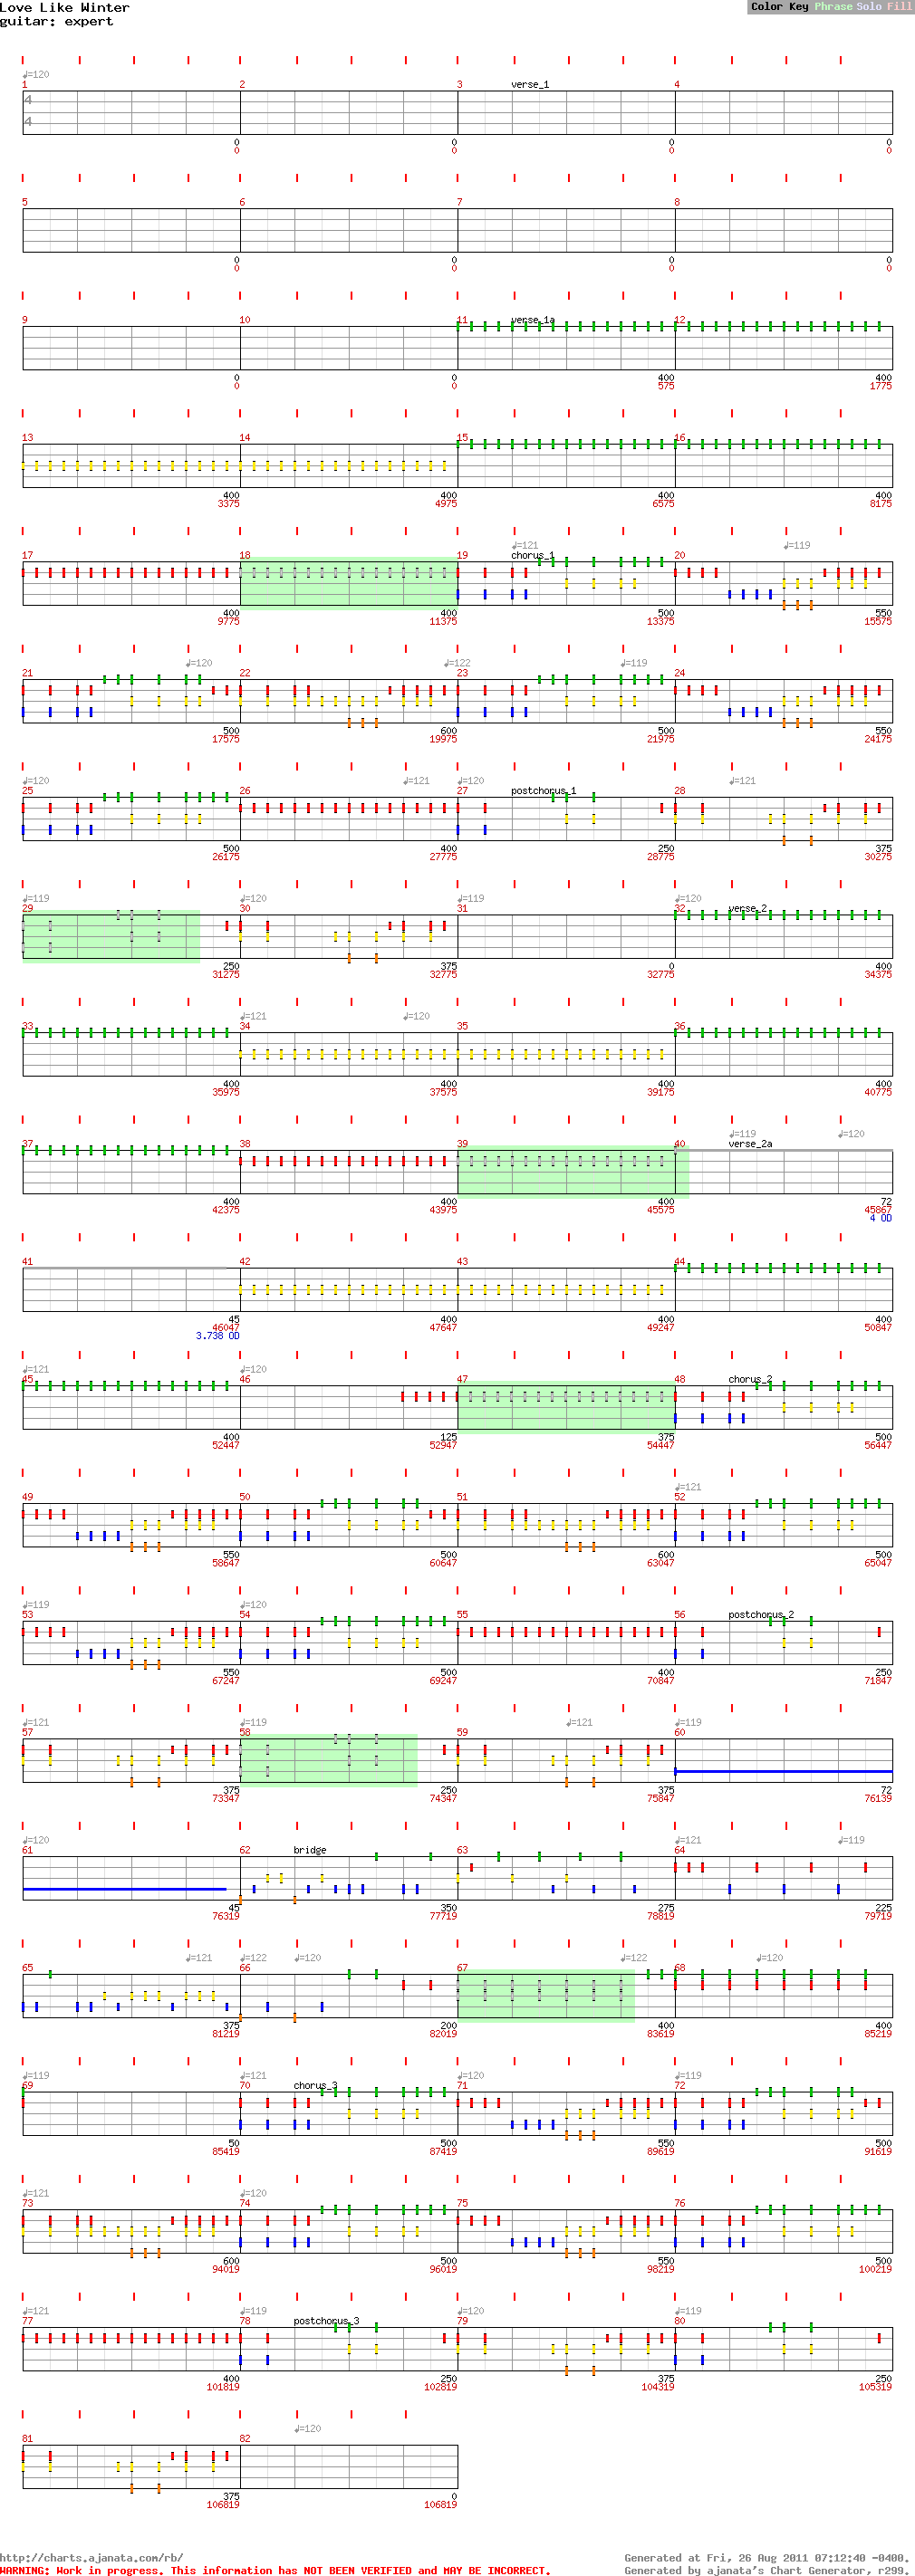 Love Like Winter
guitar: expert
Color Key Phrase Solo Fill
♩=120
1 2 3 verse_1 4
4
4
0 0 0 0
0 0 0 0
5 6 7 8
0 0 0 0
0 0 0 0
9 10 11 verse_1a 12
0 0 400 400
0 0 575 1775
13 14 15 16
400 400 400 400
3375 4975 6575 8175
♩=121 ♩=119
17 18 19 chorus_1 20
400 400 500 550
9775 11375 13375 15575
♩=120 ♩=122 ♩=119
21 22 23 24
500 600 500 550
17575 19975 21975 24175
♩=120 ♩=121 ♩=120 ♩=121
25 26 27 postchorus_1 28
500 400 250 375
26175 27775 28775 30275
♩=119 ♩=120 ♩=119 ♩=120
29 30 31 32 verse_2
250 375 0 400
31275 32775 32775 34375
♩=121 ♩=120
33 34 35 36
400 400 400 400
35975 37575 39175 40775
♩=119 ♩=120
37 38 39 40 verse_2a
400 400 400 72
42375 43975 45575 45867
4 OD
41 42 43 44
45 400 400 400
46047 47647 49247 50847
3.738 OD
♩=121 ♩=120
45 46 47 48 chorus_2
400 125 375 500
52447 52947 54447 56447
♩=121
49 50 51 52
550 500 600 500
58647 60647 63047 65047
♩=119 ♩=120
53 54 55 56 postchorus_2
550 500 400 250
67247 69247 70847 71847
♩=121 ♩=119 ♩=121 ♩=119
57 58 59 60
375 250 375 72
73347 74347 75847 76139
♩=120 ♩=121 ♩=119
61 62 bridge 63 64
45 350 275 225
76319 77719 78819 79719
♩=121 ♩=122 ♩=120 ♩=122 ♩=120
65 66 67 68
375 200 400 400
81219 82019 83619 85219
♩=119 ♩=121 ♩=120 ♩=119
69 70 chorus_3 71 72
50 500 550 500
85419 87419 89619 91619
♩=121 ♩=120
73 74 75 76
600 500 550 500
94019 96019 98219 100219
♩=121 ♩=119 ♩=120 ♩=119
77 78 postchorus_3 79 80
400 250 375 250
101819 102819 104319 105319
♩=120
81 82
375 0
106819 106819
http://charts.ajanata.com/rb/
Generated at Fri, 26 Aug 2011 07:12:40 -0400.
WARNING: Work in progress. This information has NOT BEEN VERIFIED and MAY BE INCORRECT.
Generated by ajanata's Chart Generator, r299.